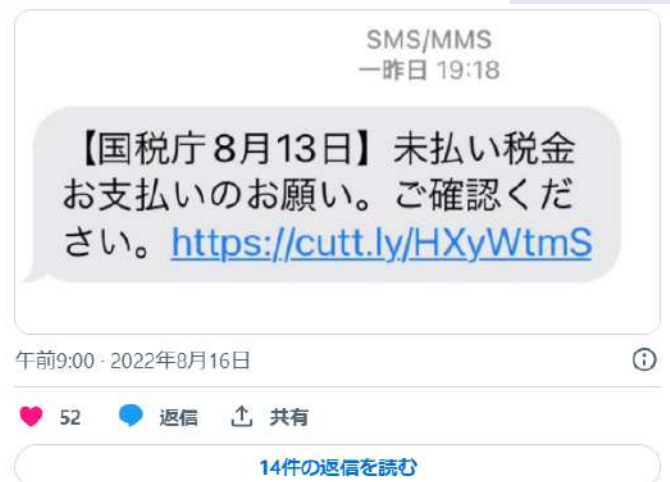 SMS/MMS
一昨日 19:18
【国税庁8月13日】未払い税金
お支払いのお願い。ご確認くだ
さい。https://cutt.ly/HXyWtmS
午前9:00 · 2022年8月16日
52 返信 共有
14件の返信を読む